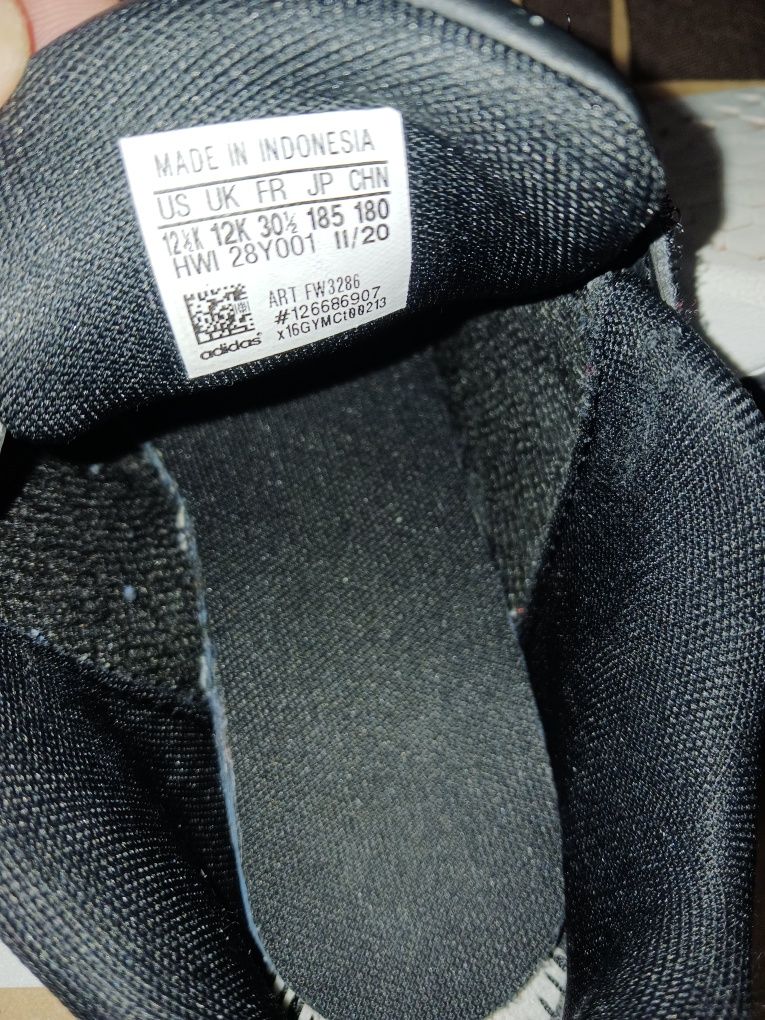 MADE IN INDONESIA
US UK FR JP CHN
12½K 12K 30½ 185 180
HWI 28Y001 11/20
ART FW3286
#126686907
x16GYMCt00213
adidas